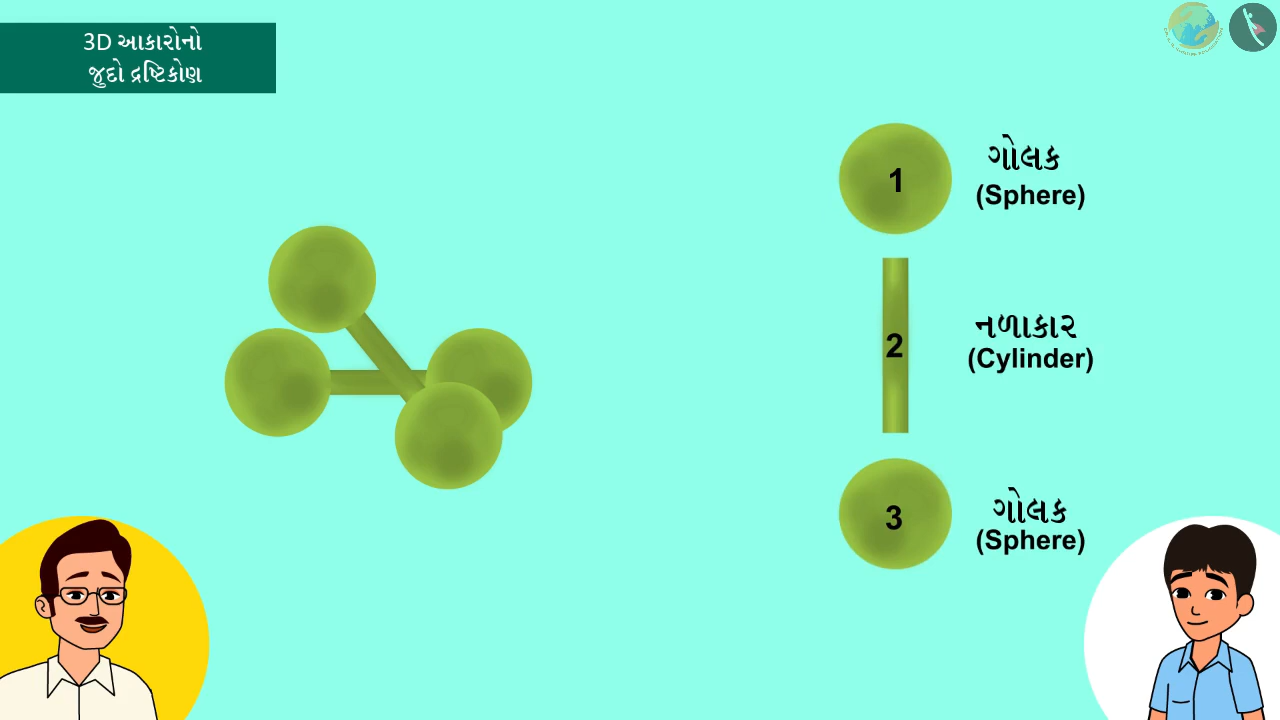 3D આકારોનો
જુદો દ્રષ્ટિકોણ
1
ગોલક
(Sphere)
2
નળાકાર
(Cylinder)
3
ગોલક
(Sphere)